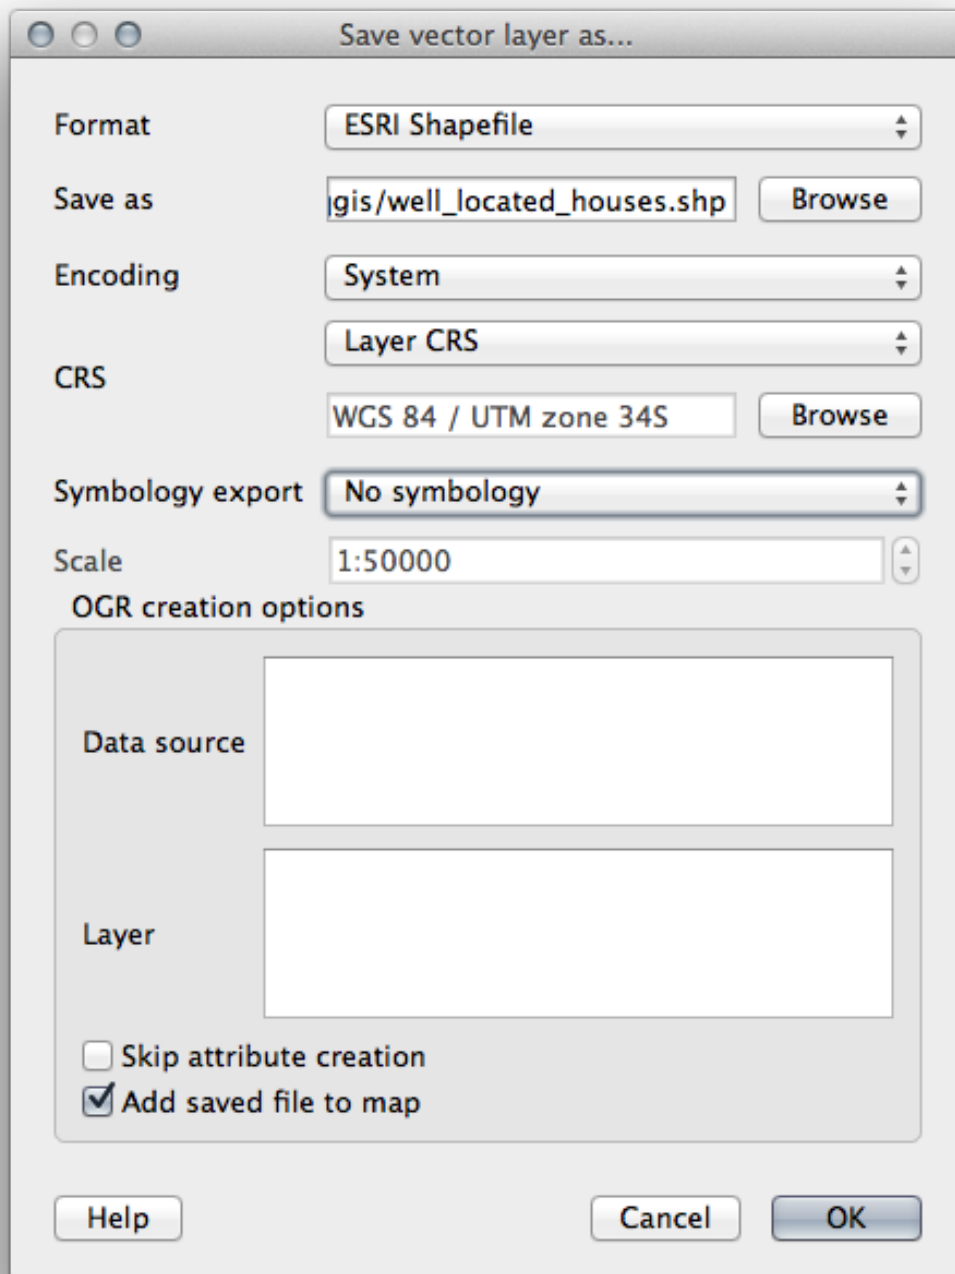 Save vector layer as...
Format ESRI Shapefile
Save as gis/well_located_houses.shp Browse
Encoding System
Layer CRS
CRS
WGS 84 / UTM zone 34S Browse
Symbology export No symbology
Scale 1:50000
OGR creation options
Data source
Layer
Skip attribute creation
Add saved file to map
Help Cancel OK